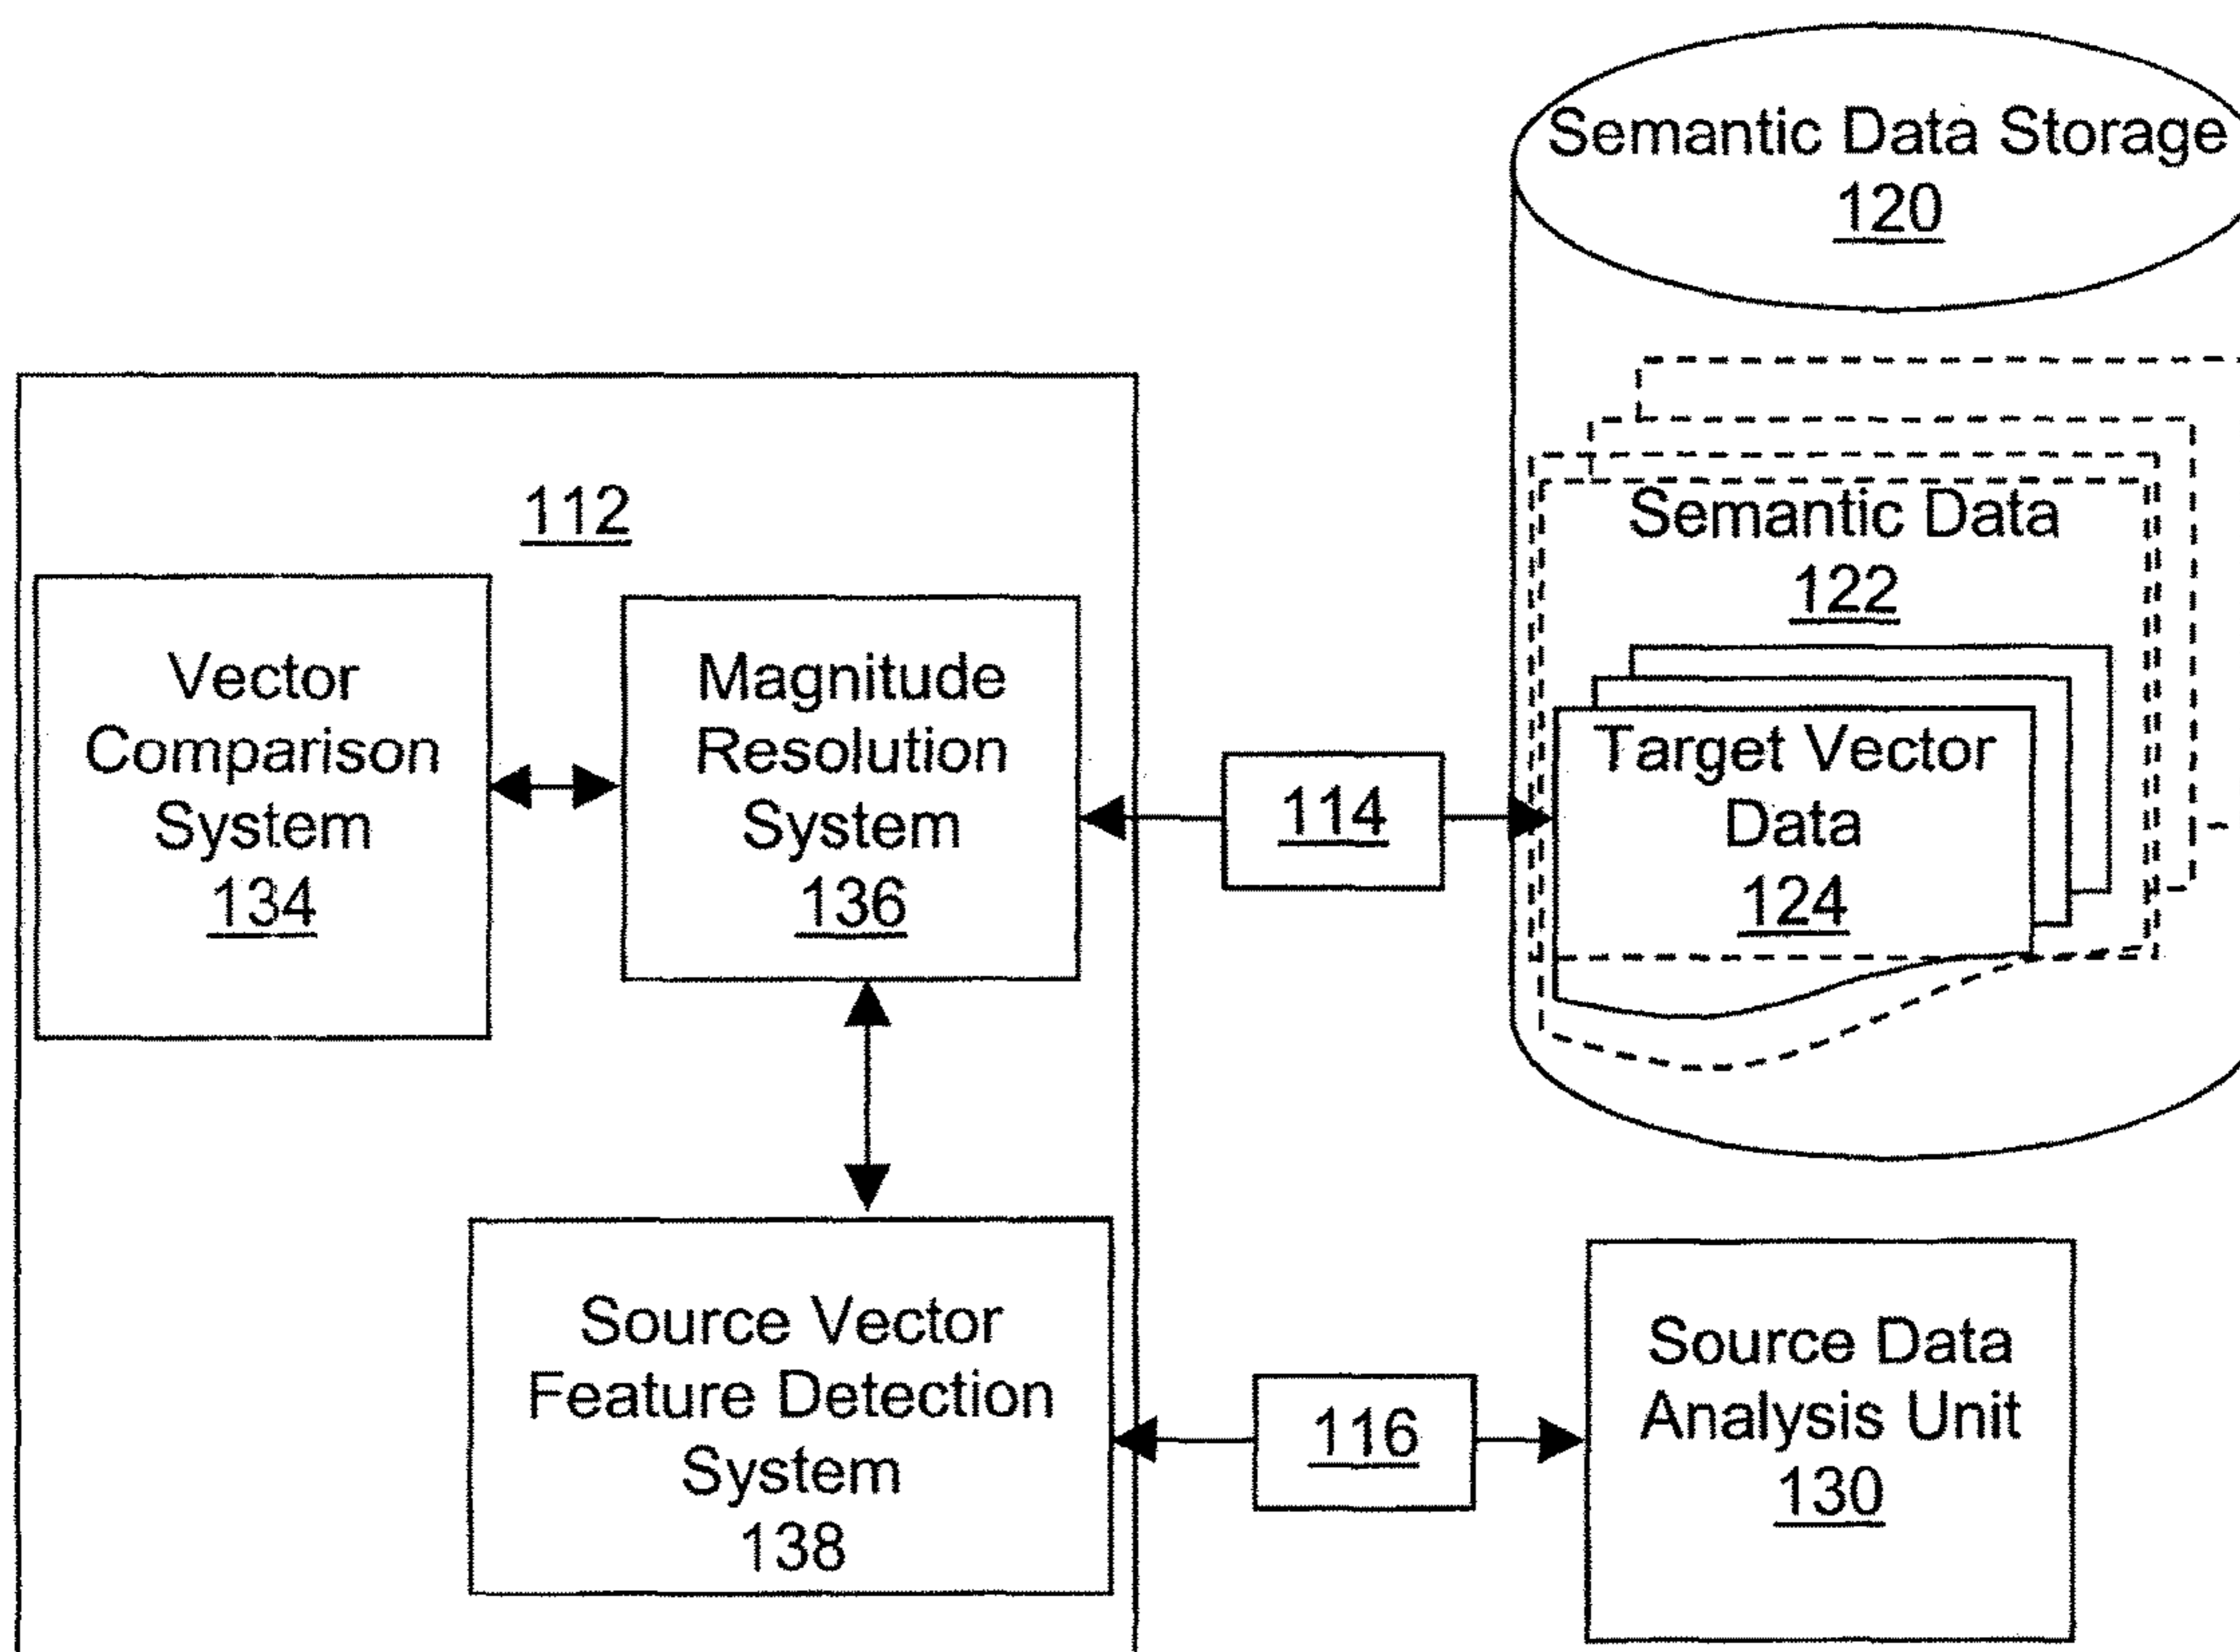 Semantic Data Storage
120
112
Semantic Data
122
Vector
Comparison
System
134
Magnitude
Resolution
System
136
114
Target Vector
Data
124
Source Vector
Feature Detection
System
138
116
Source Data
Analysis Unit
130